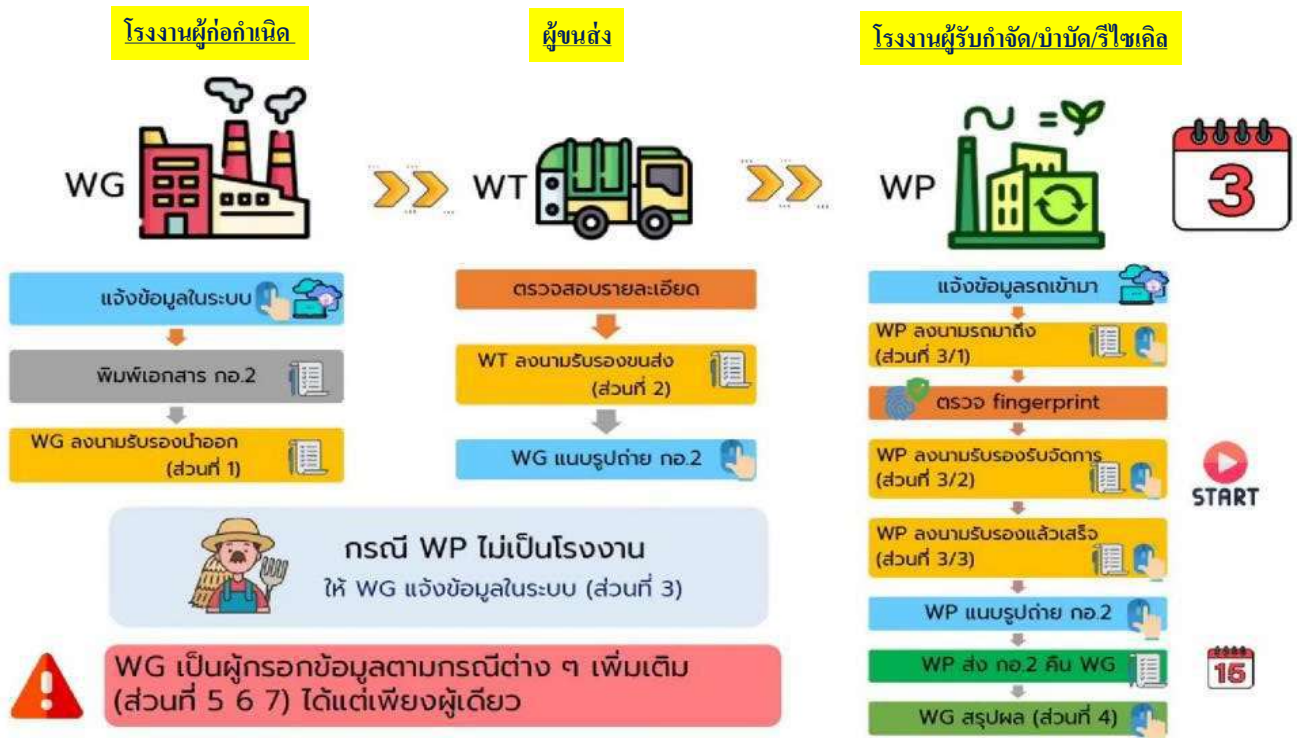 โรงงานผู้ก่อกำเนิด
ผู้ขนส่ง
โรงงานผู้รับกำจัด/บำบัด/รีไซเคิล
WG
WT
WP
3
แจ้งข้อมูลในระบบ
พิมพ์เอกสาร กอ.2
WG ลงนามรับรองนำออก
(ส่วนที่ 1)
ตรวจสอบรายละเอียด
WT ลงนามรับรองขนส่ง
(ส่วนที่ 2)
WG แนบรูปถ่าย กอ.2
แจ้งข้อมูลรถเข้ามา
WP ลงนามรถมาถึง
(ส่วนที่ 3/1)
ตรวจ fingerprint
WP ลงนามรับรองรับจัดการ
(ส่วนที่ 3/2)
START
WP ลงนามรับรองแล้วเสร็จ
(ส่วนที่ 3/3)
WP แนบรูปถ่าย กอ.2
WP ส่ง กอ.2 คืน WG
15
WG สรุปผล (ส่วนที่ 4)
กรณี WP ไม่เป็นโรงงาน
ให้ WG แจ้งข้อมูลในระบบ (ส่วนที่ 3)
WG เป็นผู้กรอกข้อมูลตามกรณีต่าง ๆ เพิ่มเติม
(ส่วนที่ 5 6 7) ได้แต่เพียงผู้เดียว